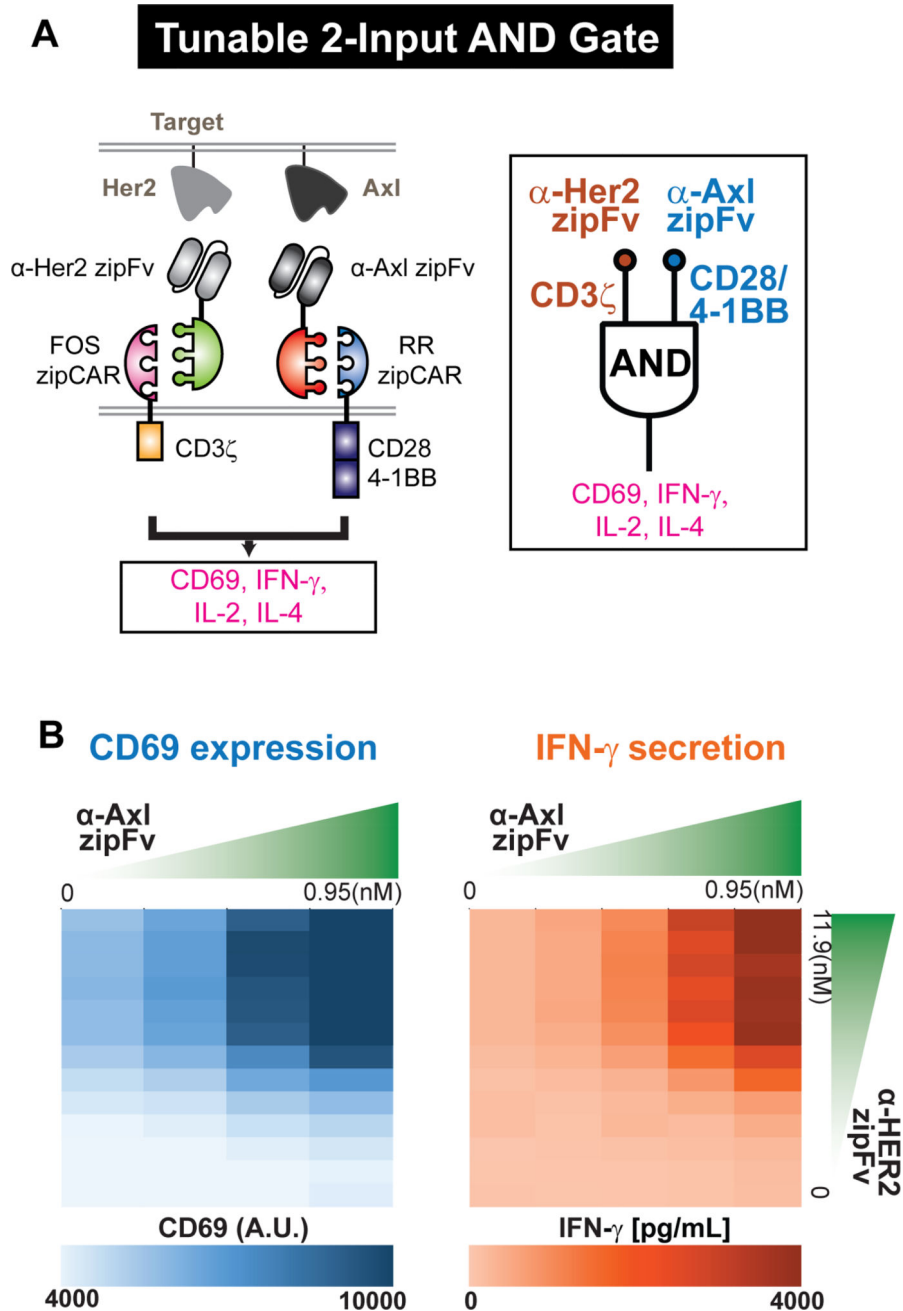 A
Tunable 2-Input AND Gate
Target
Her2
Axl
α-Her2 zipFv
α-Axl zipFv
FOS
zipCAR
RR
zipCAR
CD3ζ
CD28
4-1BB
CD69, IFN-γ,
IL-2, IL-4
α-Her2
zipFv
α-Axl
zipFv
CD3ζ
CD28/
4-1BB
AND
CD69, IFN-γ,
IL-2, IL-4
B
CD69 expression
IFN-γ secretion
α-Axl
zipFv
0
0.95(nM)
α-Axl
zipFv
0
0.95(nM)
11.9(nM)
0
α-HER2
zipFv
CD69 (A.U.)
4000
10000
IFN-γ [pg/mL]
0
4000